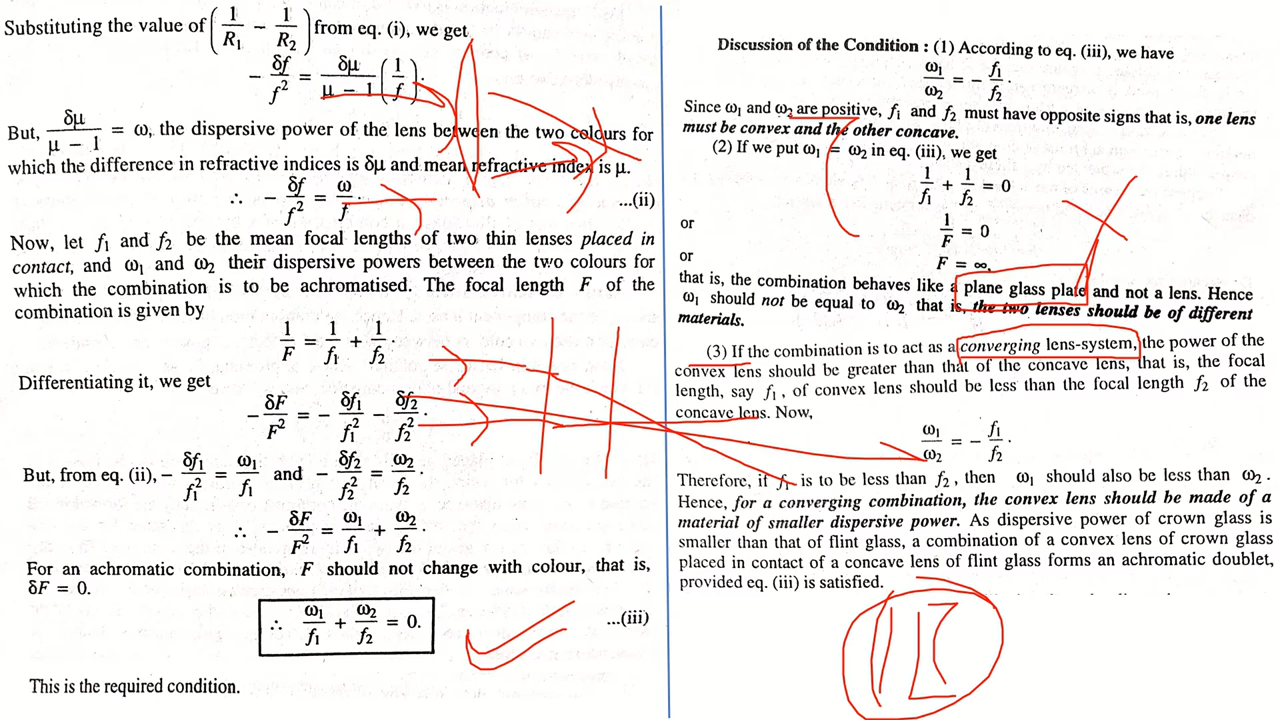 Substituting the value of (1/R₁ − 1/R₂) from eq. (i), we get
− δf/f² = δμ/(μ − 1) (1/f).
But, δμ/(μ − 1) = ω, the dispersive power of the lens between the two colours for
which the difference in refractive indices is δμ and mean refractive index is μ.
∴ − δf/f² = ω/f. ...(ii)
Now, let f₁ and f₂ be the mean focal lengths of two thin lenses placed in
contact, and ω₁ and ω₂ their dispersive powers between the two colours for
which the combination is to be achromatised. The focal length F of the
combination is given by
1/F = 1/f₁ + 1/f₂.
Differentiating it, we get
− δF/F² = − δf₁/f₁² − δf₂/f₂².
But, from eq. (ii), − δf₁/f₁² = ω₁/f₁ and − δf₂/f₂² = ω₂/f₂.
∴ − δF/F² = ω₁/f₁ + ω₂/f₂.
For an achromatic combination, F should not change with colour, that is,
δF = 0.
∴ ω₁/f₁ + ω₂/f₂ = 0. ...(iii)
This is the required condition.
Discussion of the Condition : (1) According to eq. (iii), we have
ω₁/ω₂ = − f₁/f₂.
Since ω₁ and ω₂ are positive, f₁ and f₂ must have opposite signs that is, one lens
must be convex and the other concave.
(2) If we put ω₁ = ω₂ in eq. (iii), we get
1/f₁ + 1/f₂ = 0
or 1/F = 0
or F = ∞,
that is, the combination behaves like a plane glass plate and not a lens. Hence
ω₁ should not be equal to ω₂ that is, the two lenses should be of different
materials.
(3) If the combination is to act as a converging lens-system, the power of the
convex lens should be greater than that of the concave lens, that is, the focal
length, say f₁, of convex lens should be less than the focal length f₂ of the
concave lens. Now,
ω₁/ω₂ = − f₁/f₂.
Therefore, if f₁ is to be less than f₂, then ω₁ should also be less than ω₂.
Hence, for a converging combination, the convex lens should be made of a
material of smaller dispersive power. As dispersive power of crown glass is
smaller than that of flint glass, a combination of a convex lens of crown glass
placed in contact of a concave lens of flint glass forms an achromatic doublet,
provided eq. (iii) is satisfied.